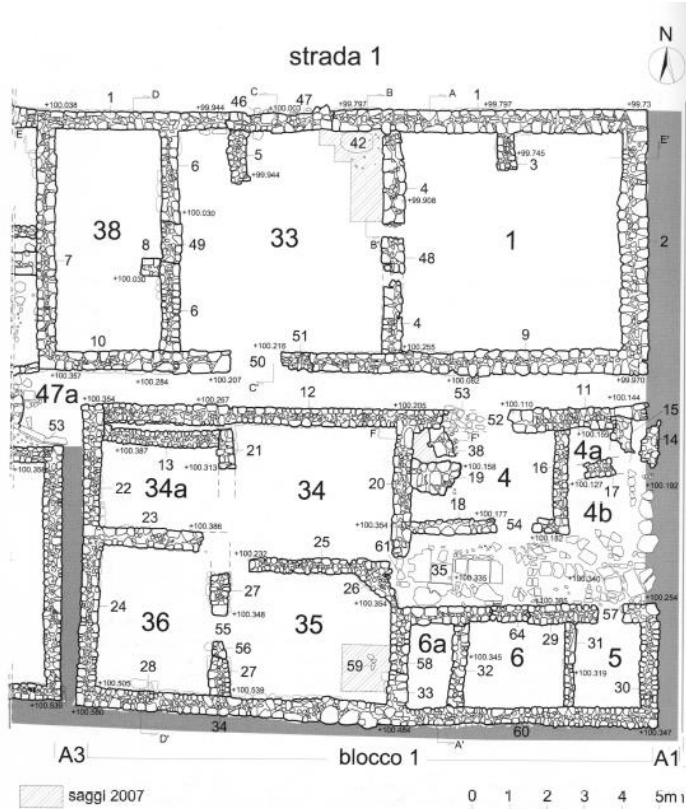 N
strada 1
1 D 46 C 47 B A 1
+100.038 +99.944 +100.003 +99.797 +99.797 +99.73
E 5 42 +99.745 3 E'
6 +99.944 4
+99.908
+100.030
38 33 1 2
7 8 49 B' 48
+100.030
6 4
10 51 +100.255 9
+100.216
+100.357 +100.284 +100.207 50 +100.082 +99.970
C' 12 53 11
47a +100.354 +100.267 +100.205 +100.110 +100.144
53 F F' 52 15
21 38 4a 14
+100.387 +100.313 +100.158
13 20 19 4 16 +100.127 17 +100.192
34a 34 18 4b
22 +100.177
23 +100.386 +100.354 54
+100.182
25 61
+100.232 35 +100.335 +100.340
26
27 +100.354 +100.254
24 +100.348 57
36 55 35 6a 64 29 31
56 58 +100.345 6 +100.319 5
28 27 59 33 32 30
+100.505 +100.539
+100.539 +100.580 34 +100.484 60 +100.347
D' A'
A3 blocco 1 A1
saggi 2007 0 1 2 3 4 5m